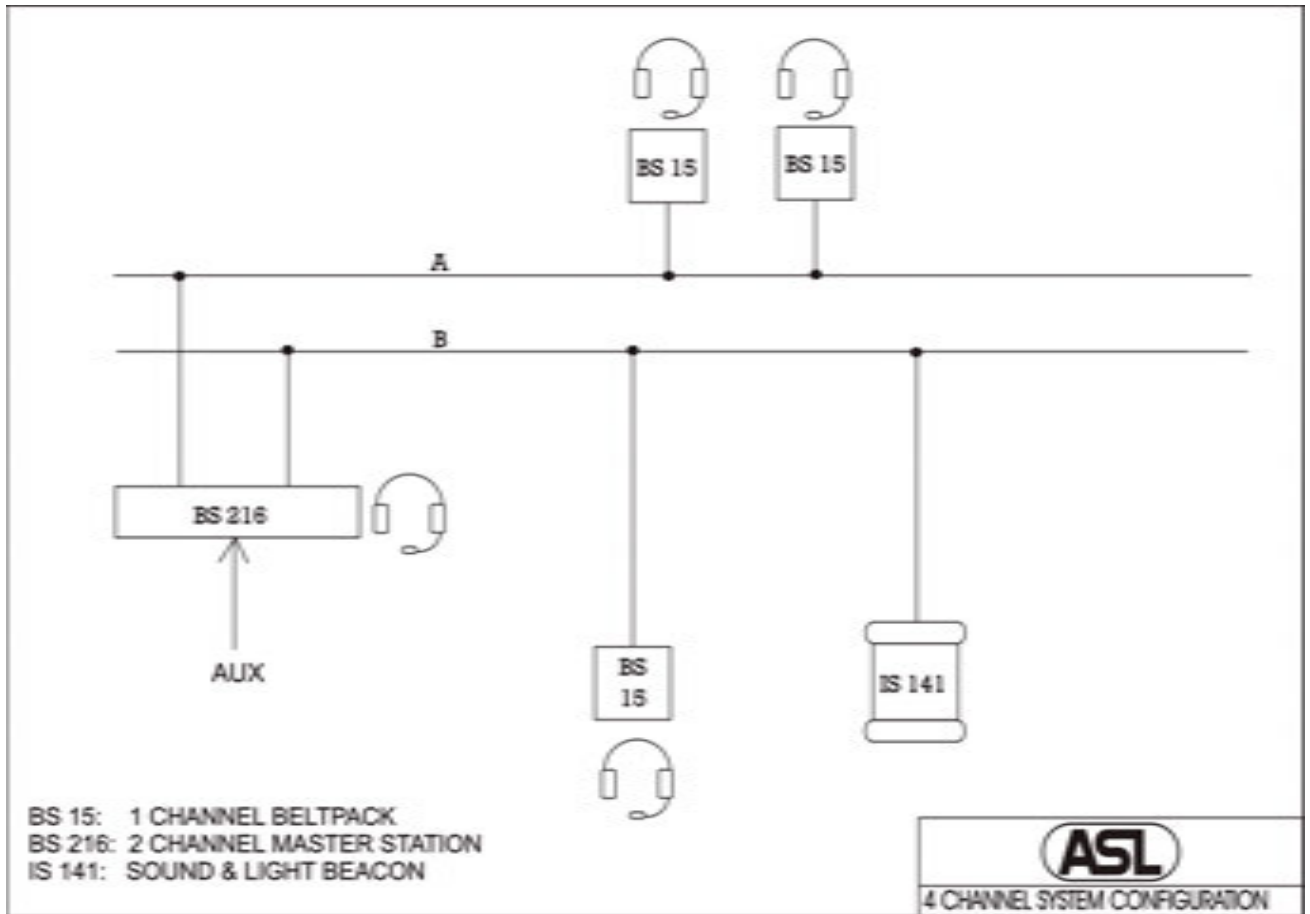 BS 15
BS 15
A
B
BS 216
AUX
BS
15
IS 141
BS 15: 1 CHANNEL BELTPACK
BS 216: 2 CHANNEL MASTER STATION
IS 141: SOUND & LIGHT BEACON
ASL
4 CHANNEL SYSTEM CONFIGURATION